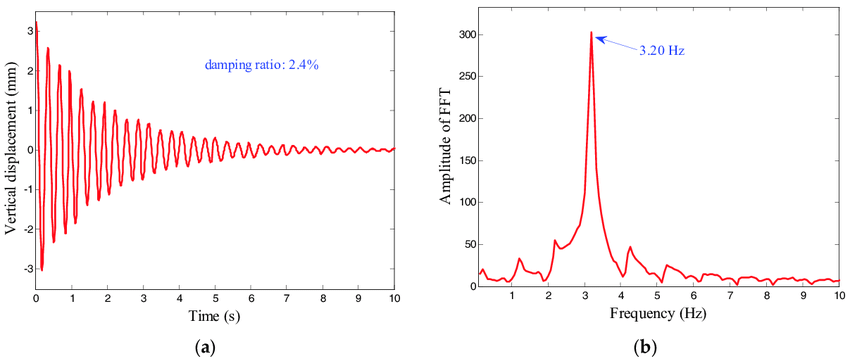 damping ratio: 2.4%
Vertical displacement (mm)
3
2
1
0
-1
-2
-3
0 1 2 3 4 5 6 7 8 9 10
Time (s)
(a)
3.20 Hz
Amplitude of FFT
300
250
200
150
100
50
0
1 2 3 4 5 6 7 8 9 10
Frequency (Hz)
(b)